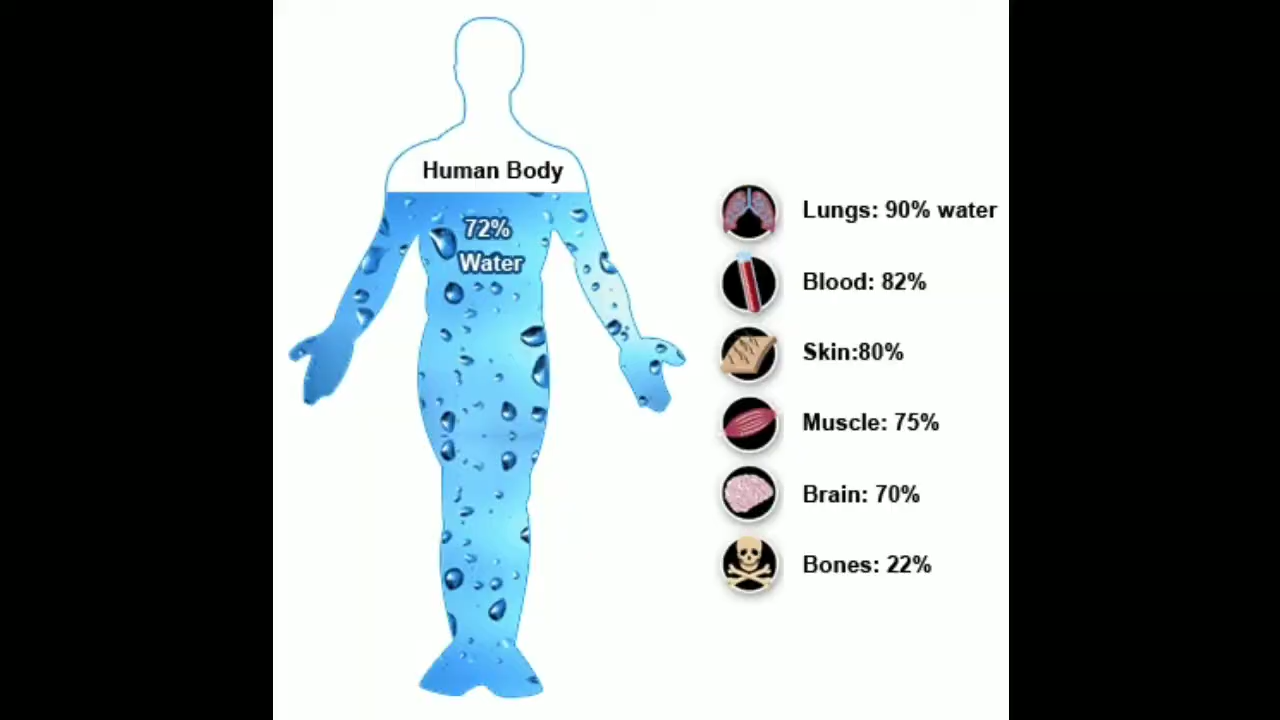 Human Body
72%
Water
Lungs: 90% water
Blood: 82%
Skin:80%
Muscle: 75%
Brain: 70%
Bones: 22%